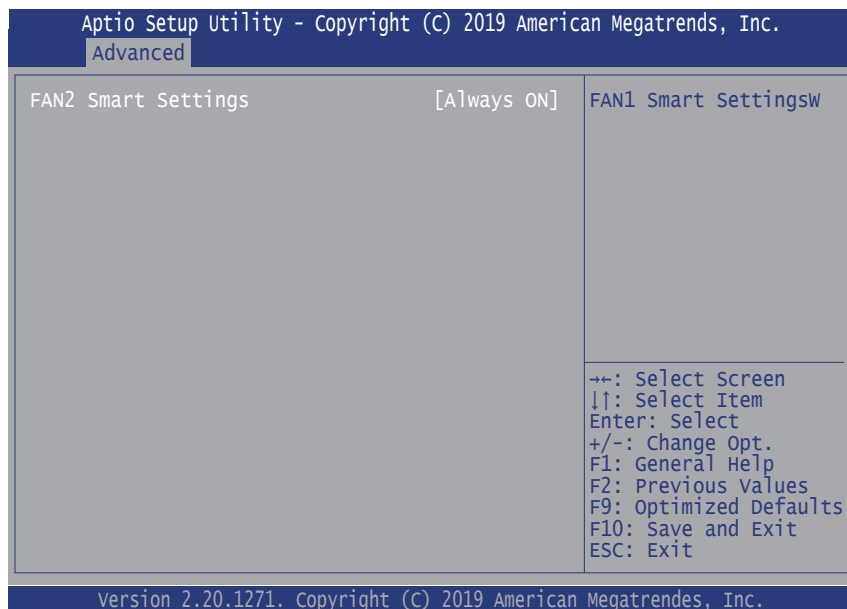 Aptio Setup Utility - Copyright (C) 2019 American Megatrends, Inc.
Advanced
FAN2 Smart Settings [Always ON]
FAN1 Smart SettingsW
→←: Select Screen
↓↑: Select Item
Enter: Select
+/-: Change Opt.
F1: General Help
F2: Previous Values
F9: Optimized Defaults
F10: Save and Exit
ESC: Exit
Version 2.20.1271. Copyright (C) 2019 American Megatrendes, Inc.